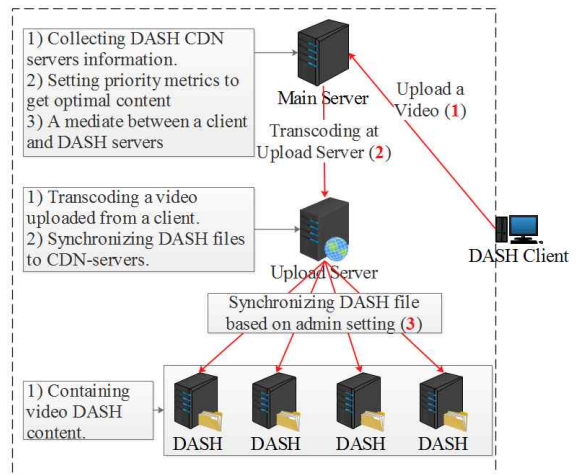 1) Collecting DASH CDN
servers information.
2) Setting priority metrics to
get optimal content
3) A mediate between a client
and DASH servers
Main Server
Upload a
Video (1)
Transcoding at
Upload Server (2)
1) Transcoding a video
uploaded from a client.
2) Synchronizing DASH files
to CDN-servers.
Upload Server
DASH Client
Synchronizing DASH file
based on admin setting (3)
1) Containing
video DASH
content.
DASH DASH DASH DASH